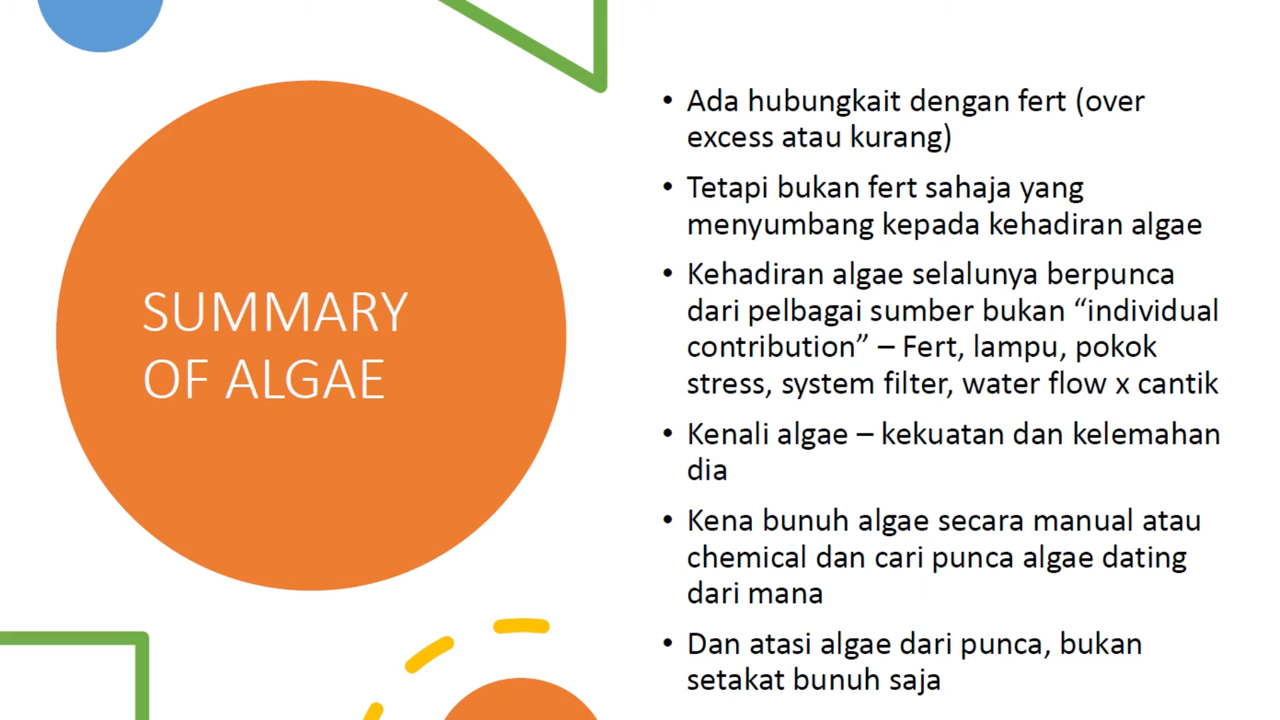 SUMMARY
OF ALGAE
• Ada hubungkait dengan fert (over
excess atau kurang)
• Tetapi bukan fert sahaja yang
menyumbang kepada kehadiran algae
• Kehadiran algae selalunya berpunca
dari pelbagai sumber bukan “individual
contribution” – Fert, lampu, pokok
stress, system filter, water flow x cantik
• Kenali algae – kekuatan dan kelemahan
dia
• Kena bunuh algae secara manual atau
chemical dan cari punca algae dating
dari mana
• Dan atasi algae dari punca, bukan
setakat bunuh saja